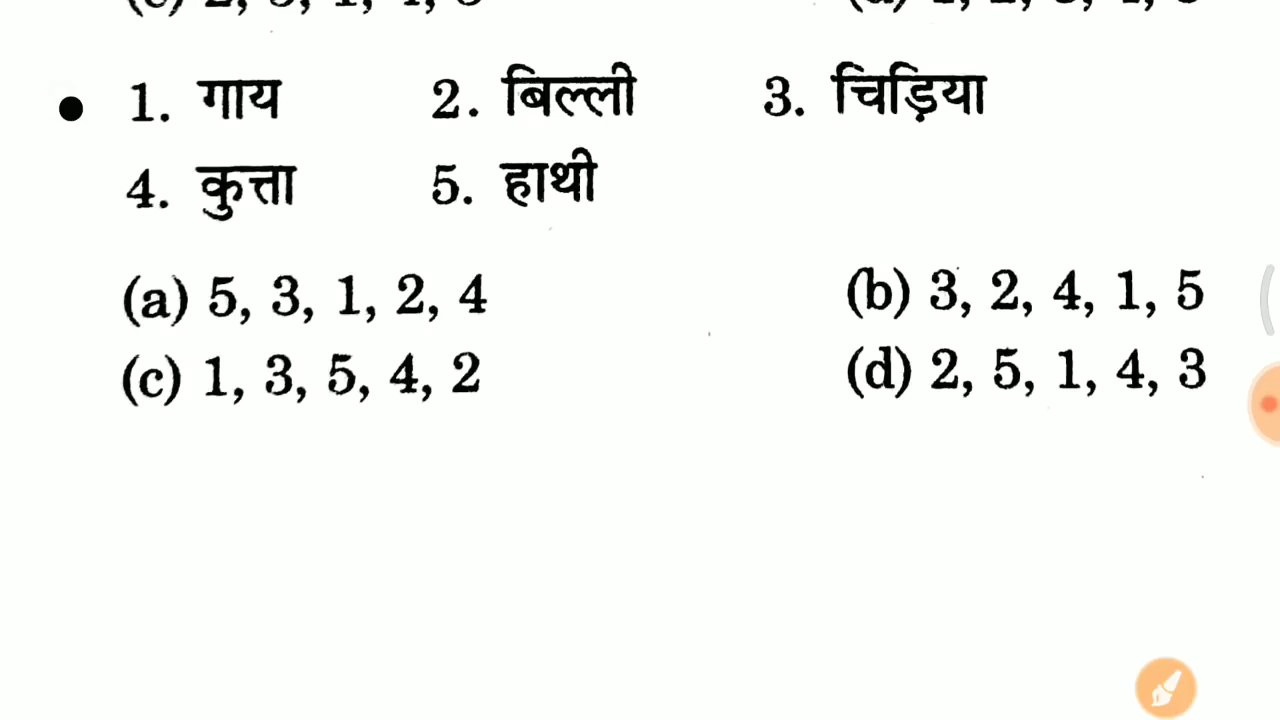 1. गाय 2. बिल्ली 3. चिड़िया
4. कुत्ता 5. हाथी
(a) 5, 3, 1, 2, 4 (b) 3, 2, 4, 1, 5
(c) 1, 3, 5, 4, 2 (d) 2, 5, 1, 4, 3